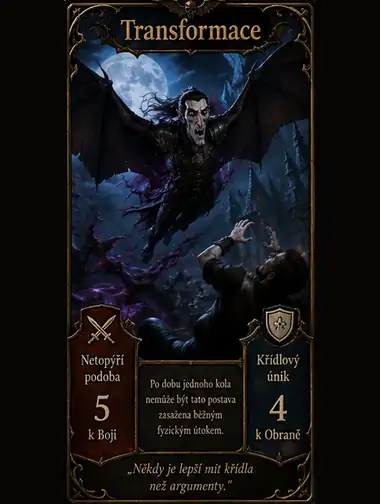 Transformace
Netopýří
podoba
5
k Boji
Po dobu jednoho kola
nemůže být tato postava
zasažena běžným
fyzickým útokem.
Křídlový
únik
4
k Obraně
„Někdy je lepší mít křídla
než argumenty.“